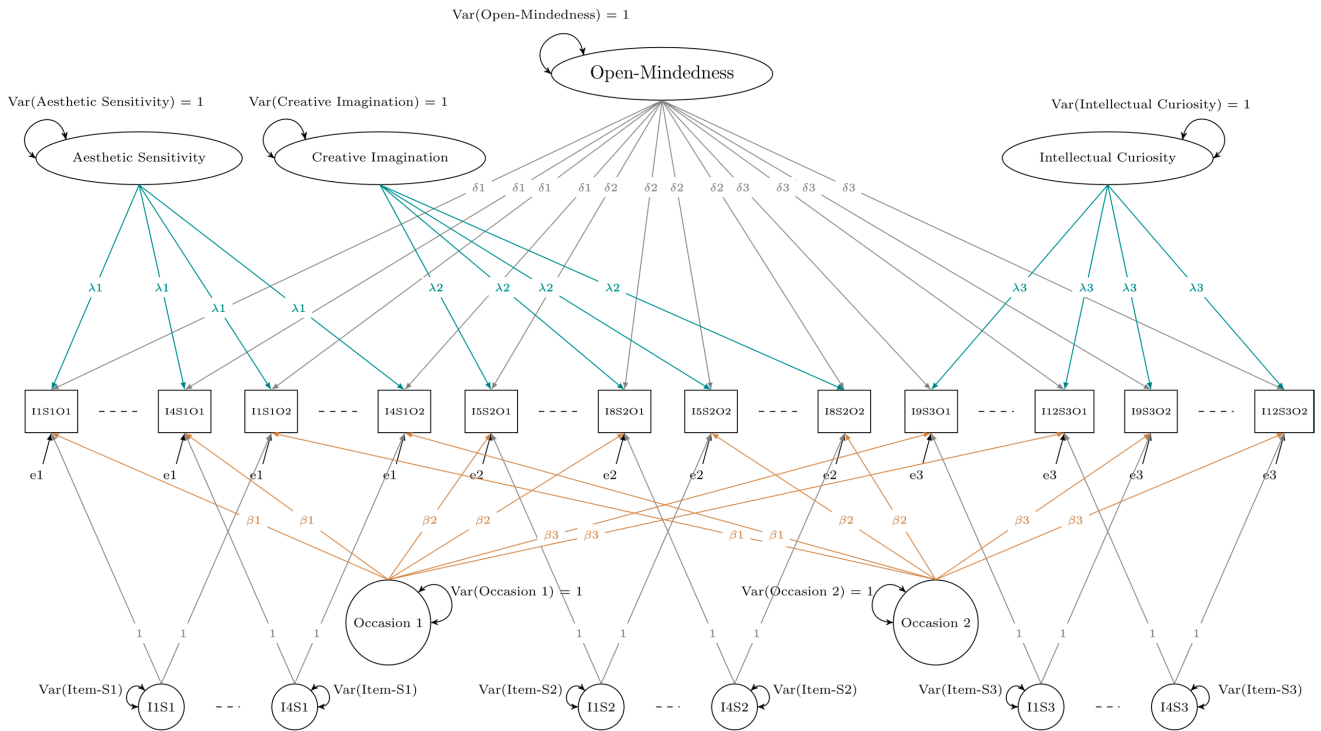 Var(Open-Mindedness) = 1
Open-Mindedness
Var(Aesthetic Sensitivity) = 1
Var(Creative Imagination) = 1
Var(Intellectual Curiosity) = 1
Aesthetic Sensitivity
Creative Imagination
Intellectual Curiosity
δ1 δ1 δ1 δ1 δ2 δ2 δ2 δ2 δ3 δ3 δ3 δ3
λ1 λ1 λ2 λ2 λ2 λ2 λ3 λ3 λ3 λ3
λ1 λ1
I1S1O1 I4S1O1 I1S1O2 I4S1O2 I5S2O1 I8S2O1 I5S2O2 I8S2O2 I9S3O1 I12S3O1 I9S3O2 I12S3O2
e1 e1 e1 e1 e2 e2 e2 e2 e3 e3 e3 e3
β1 β1 β2 β2 β2 β2 β3 β3
β3 β3 β1 β1
Var(Occasion 1) = 1
Var(Occasion 2) = 1
Occasion 1
Occasion 2
1 1 1 1 1 1 1 1 1 1 1 1
Var(Item-S1) Var(Item-S1) Var(Item-S2) Var(Item-S2) Var(Item-S3) Var(Item-S3)
I1S1 I4S1 I1S2 I4S2 I1S3 I4S3